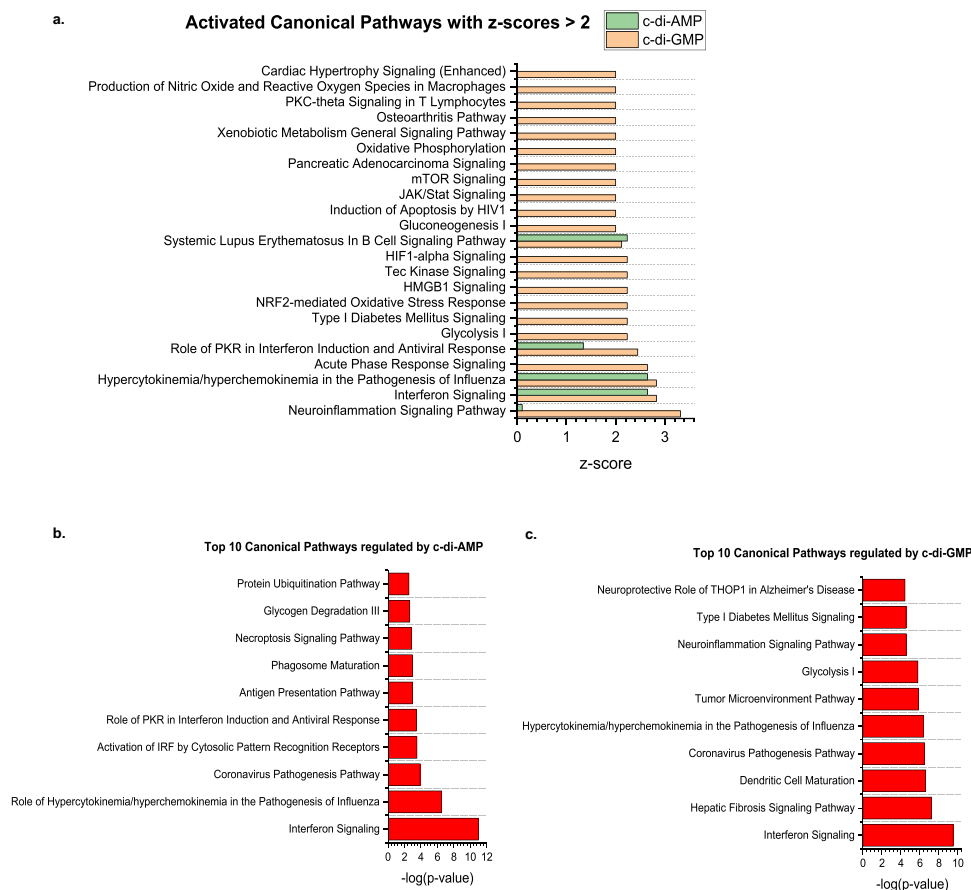 a.
Activated Canonical Pathways with z-scores > 2
c-di-AMP
c-di-GMP
Cardiac Hypertrophy Signaling (Enhanced)
Production of Nitric Oxide and Reactive Oxygen Species in Macrophages
PKC-theta Signaling in T Lymphocytes
Osteoarthritis Pathway
Xenobiotic Metabolism General Signaling Pathway
Oxidative Phosphorylation
Pancreatic Adenocarcinoma Signaling
mTOR Signaling
JAK/Stat Signaling
Induction of Apoptosis by HIV1
Gluconeogenesis I
Systemic Lupus Erythematosus In B Cell Signaling Pathway
HIF1-alpha Signaling
Tec Kinase Signaling
HMGB1 Signaling
NRF2-mediated Oxidative Stress Response
Type I Diabetes Mellitus Signaling
Glycolysis I
Role of PKR in Interferon Induction and Antiviral Response
Acute Phase Response Signaling
Hypercytokinemia/hyperchemokinemia in the Pathogenesis of Influenza
Interferon Signaling
Neuroinflammation Signaling Pathway
0 1 2 3
z-score
b.
Top 10 Canonical Pathways regulated by c-di-AMP
Protein Ubiquitination Pathway
Glycogen Degradation III
Necroptosis Signaling Pathway
Phagosome Maturation
Antigen Presentation Pathway
Role of PKR in Interferon Induction and Antiviral Response
Activation of IRF by Cytosolic Pattern Recognition Receptors
Coronavirus Pathogenesis Pathway
Role of Hypercytokinemia/hyperchemokinemia in the Pathogenesis of Influenza
Interferon Signaling
0 2 4 6 8 10 12
-log(p-value)
c.
Top 10 Canonical Pathways regulated by c-di-GMP
Neuroprotective Role of THOP1 in Alzheimer's Disease
Type I Diabetes Mellitus Signaling
Neuroinflammation Signaling Pathway
Glycolysis I
Tumor Microenvironment Pathway
Hypercytokinemia/hyperchemokinemia in the Pathogenesis of Influenza
Coronavirus Pathogenesis Pathway
Dendritic Cell Maturation
Hepatic Fibrosis Signaling Pathway
Interferon Signaling
0 2 4 6 8 10
-log(p-value)